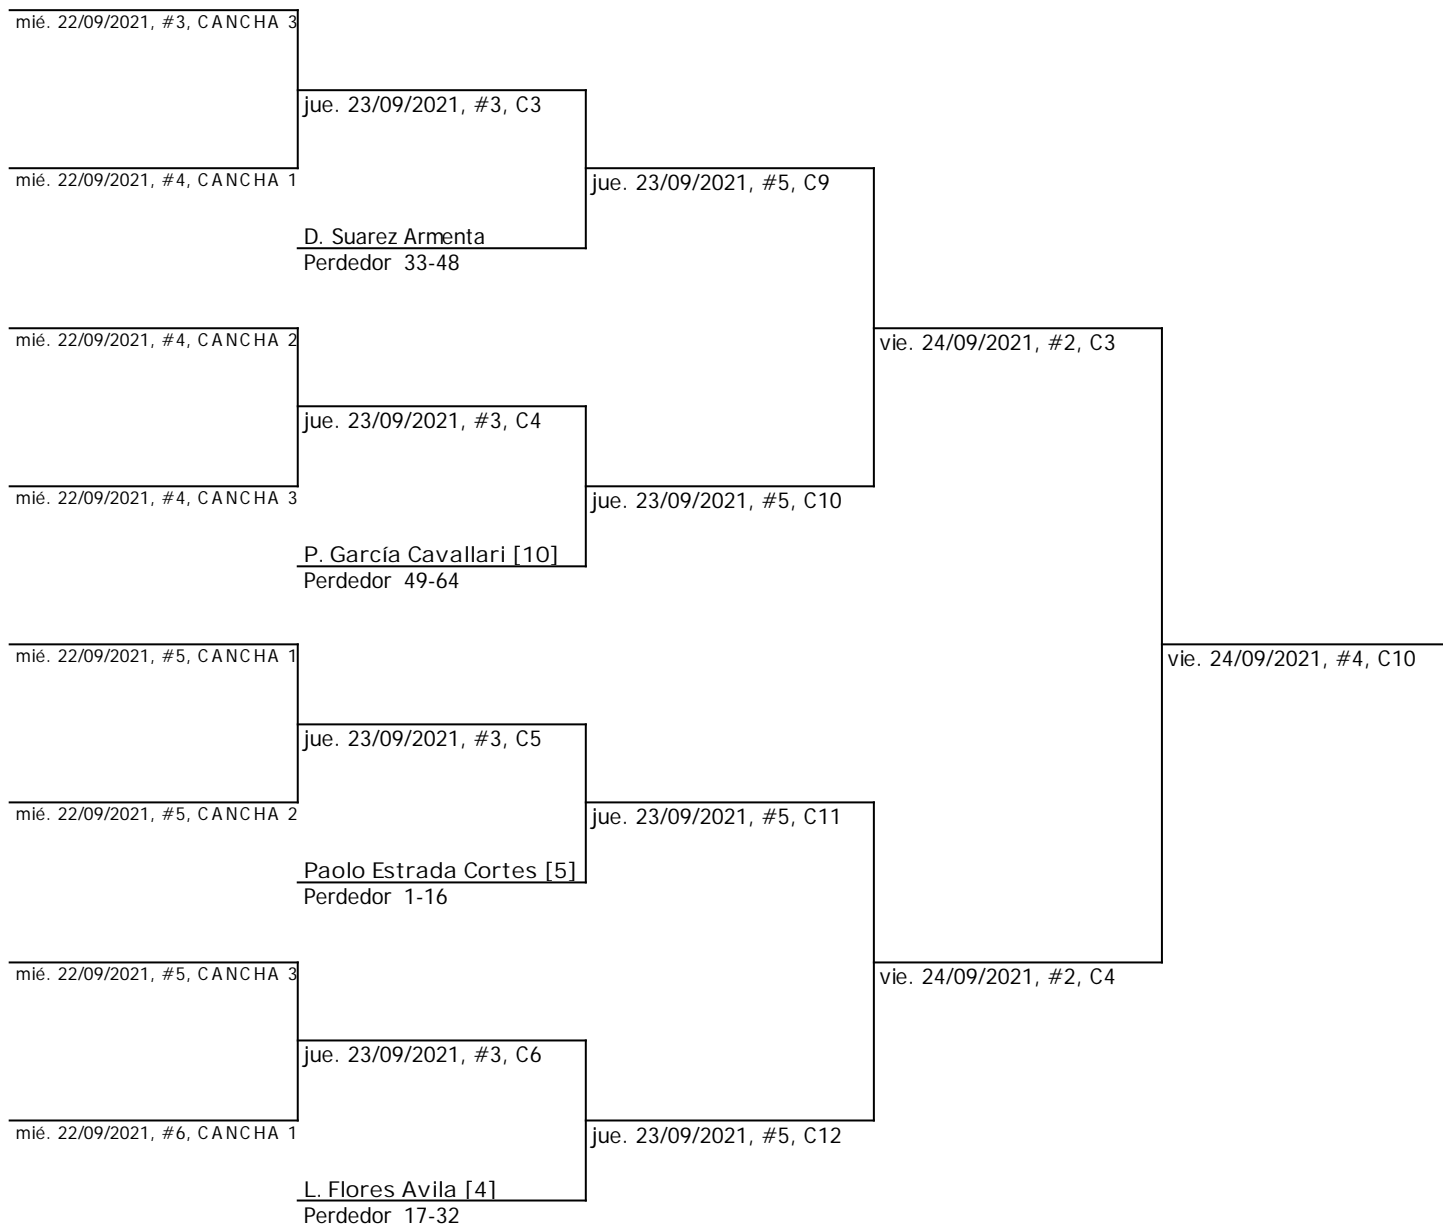 mié. 22/09/2021, #3, CANCHA 3
jue. 23/09/2021, #3, C3
mié. 22/09/2021, #4, CANCHA 1
jue. 23/09/2021, #5, C9
D. Suarez Armenta
Perdedor 33-48
mié. 22/09/2021, #4, CANCHA 2
vie. 24/09/2021, #2, C3
jue. 23/09/2021, #3, C4
mié. 22/09/2021, #4, CANCHA 3
jue. 23/09/2021, #5, C10
P. García Cavallari [10]
Perdedor 49-64
mié. 22/09/2021, #5, CANCHA 1
vie. 24/09/2021, #4, C10
jue. 23/09/2021, #3, C5
mié. 22/09/2021, #5, CANCHA 2
jue. 23/09/2021, #5, C11
Paolo Estrada Cortes [5]
Perdedor 1-16
mié. 22/09/2021, #5, CANCHA 3
vie. 24/09/2021, #2, C4
jue. 23/09/2021, #3, C6
mié. 22/09/2021, #6, CANCHA 1
jue. 23/09/2021, #5, C12
L. Flores Avila [4]
Perdedor 17-32